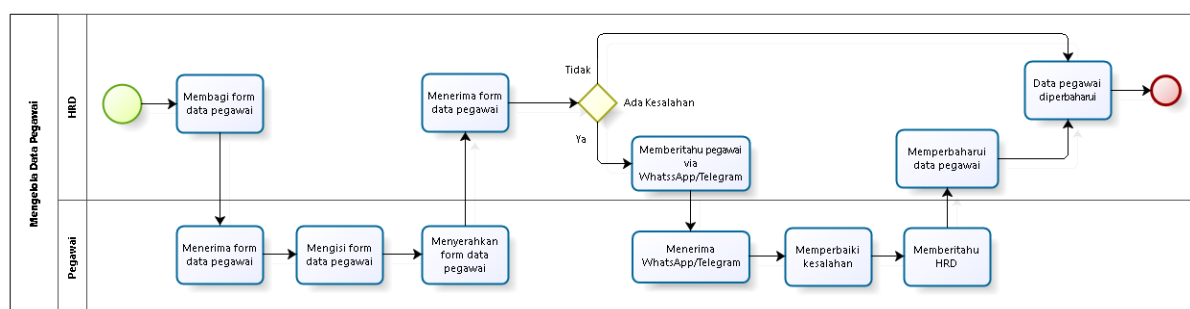 Mengelola Data Pegawai
HRD
Membagi form
data pegawai
Menerima form
data pegawai
Tidak
Ada Kesalahan
Ya
Memberitahu pegawai
via
WhatssApp/Telegram
Memperbaharui
data pegawai
Data pegawai
diperbaharui
Pegawai
Menerima form
data pegawai
Mengisi form
data pegawai
Menyerahkan
form data
pegawai
Menerima
WhatsApp/Telegram
Memperbaiki
kesalahan
Memberitahu
HRD